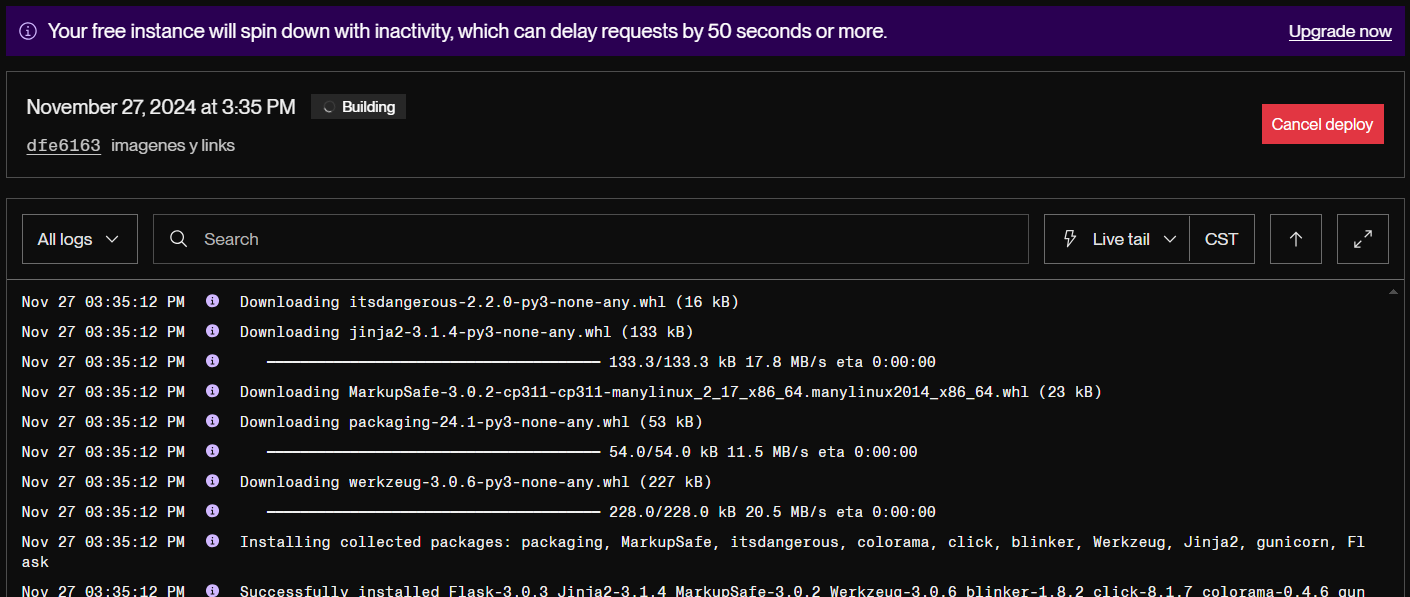 Your free instance will spin down with inactivity, which can delay requests by 50 seconds or more. Upgrade now
November 27, 2024 at 3:35 PM Building
Cancel deploy
dfe6163 imagenes y links
All logs Search Live tail CST
Nov 27 03:35:12 PM Downloading itsdangerous-2.2.0-py3-none-any.whl (16 kB)
Nov 27 03:35:12 PM Downloading jinja2-3.1.4-py3-none-any.whl (133 kB)
Nov 27 03:35:12 PM ━━━━━━━━━━━━━━━━━━━━━━━━━━━━━━━━━━━━━ 133.3/133.3 kB 17.8 MB/s eta 0:00:00
Nov 27 03:35:12 PM Downloading MarkupSafe-3.0.2-cp311-cp311-manylinux_2_17_x86_64.manylinux2014_x86_64.whl (23 kB)
Nov 27 03:35:12 PM Downloading packaging-24.1-py3-none-any.whl (53 kB)
Nov 27 03:35:12 PM ━━━━━━━━━━━━━━━━━━━━━━━━━━━━━━━━━━━━━ 54.0/54.0 kB 11.5 MB/s eta 0:00:00
Nov 27 03:35:12 PM Downloading werkzeug-3.0.6-py3-none-any.whl (227 kB)
Nov 27 03:35:12 PM ━━━━━━━━━━━━━━━━━━━━━━━━━━━━━━━━━━━━━ 228.0/228.0 kB 20.5 MB/s eta 0:00:00
Nov 27 03:35:12 PM Installing collected packages: packaging, MarkupSafe, itsdangerous, colorama, click, blinker, Werkzeug, Jinja2, gunicorn, Fl
ask
Nov 27 03:35:12 PM Successfully installed Flask-3.0.3 Jinja2-3.1.4 MarkupSafe-3.0.2 Werkzeug-3.0.6 blinker-1.8.2 click-8.1.7 colorama-0.4.6 gun